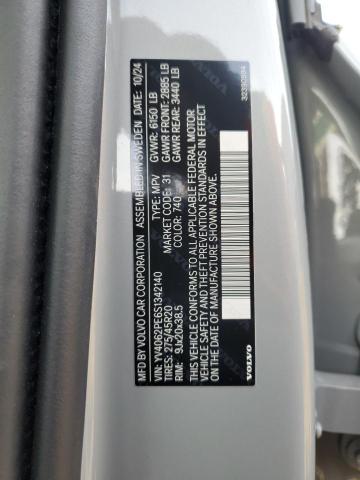 MFD BY VOLVO CAR CORPORATION ASSEMBLED IN SWEDEN DATE: 10/24
GVWR: 6150 LB
GAWR FRONT: 2885 LB
GAWR REAR: 3440 LB
VIN: YV4062PE6S1342140 TYPE: MPV
TIRES: 275/45R20 MARKET CODE: 31
RIM: 9Jx20x38.5 COLOR: 740
THIS VEHICLE CONFORMS TO ALL APPLICABLE FEDERAL MOTOR
VEHICLE SAFETY AND THEFT PREVENTION STANDARDS IN EFFECT
ON THE DATE OF MANUFACTURE SHOWN ABOVE.
VOLVO